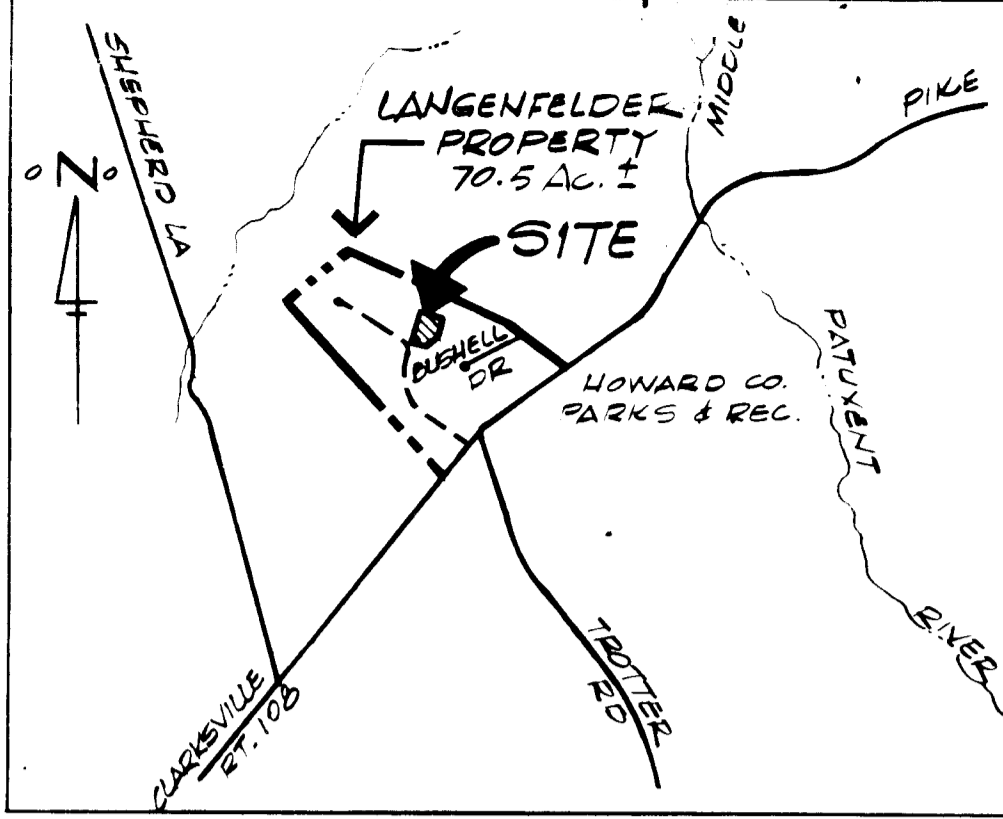 SHEPHERD LA
N
LANGENFELDER
PROPERTY
70.5 Ac. ±
SITE
MIDDLE
PIKE
BUSHELL
DR
HOWARD CO.
PARKS & REC.
PATUXENT
RIVER
TROTTER
RD
CLARKSVILLE
RT. 108